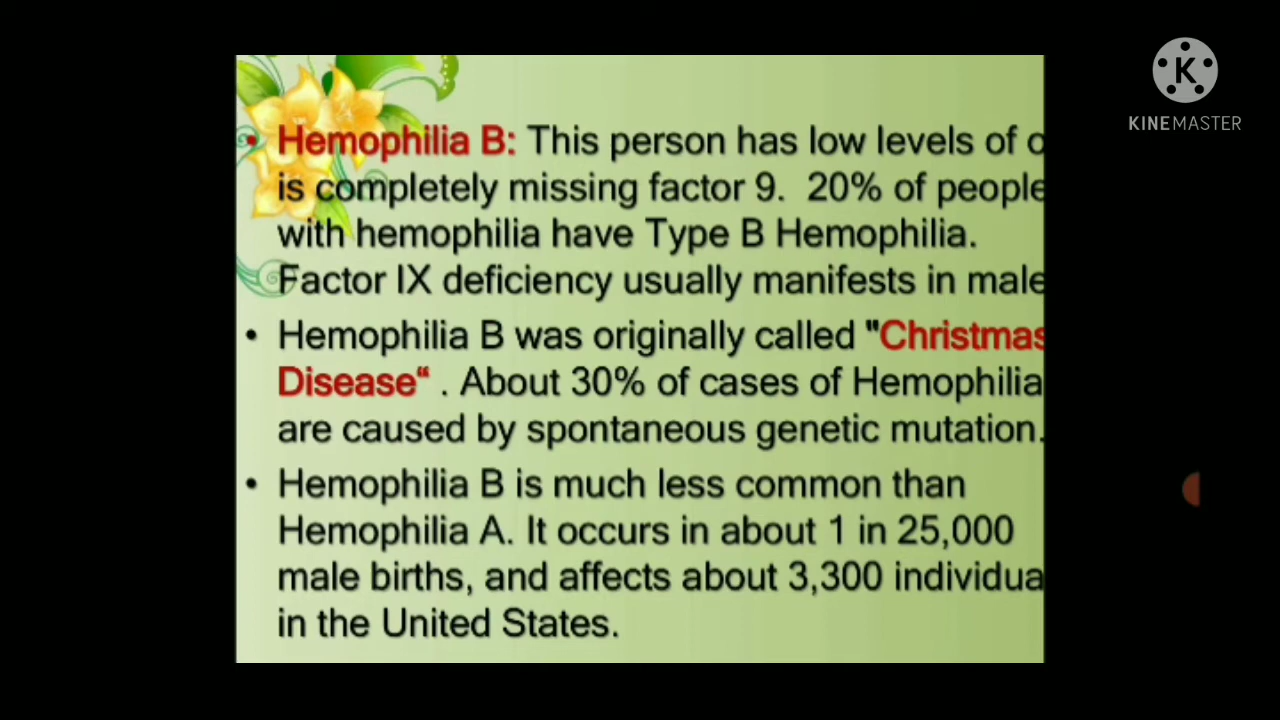 • Hemophilia B: This person has low levels of o
is completely missing factor 9. 20% of people
with hemophilia have Type B Hemophilia.
Factor IX deficiency usually manifests in male
• Hemophilia B was originally called "Christmas
Disease“ . About 30% of cases of Hemophilia
are caused by spontaneous genetic mutation.
• Hemophilia B is much less common than
Hemophilia A. It occurs in about 1 in 25,000
male births, and affects about 3,300 individua
in the United States.
K
KINEMASTER